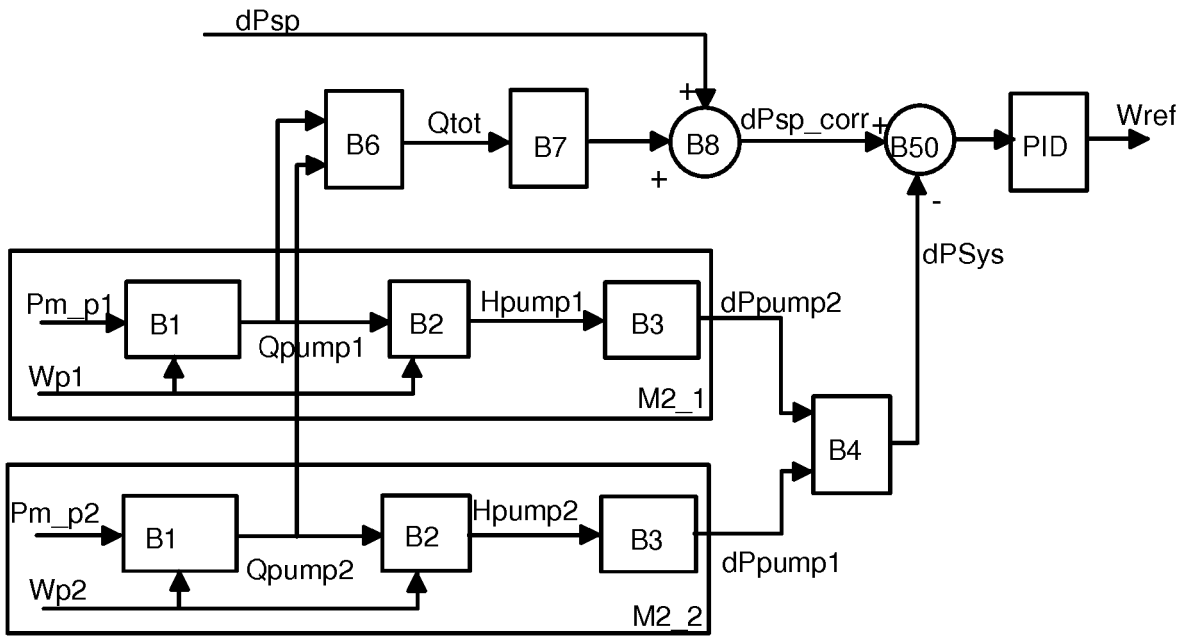 dPsp
+
Qtot
dPsp_corr
+
Wref
B6
B7
B8
B50
PID
+
-
dPSys
Pm_p1
B1
Hpump1
B2
B3
dPpump2
Qpump1
Wp1
M2_1
B4
Pm_p2
B1
Hpump2
B2
B3
Qpump2
dPpump1
Wp2
M2_2